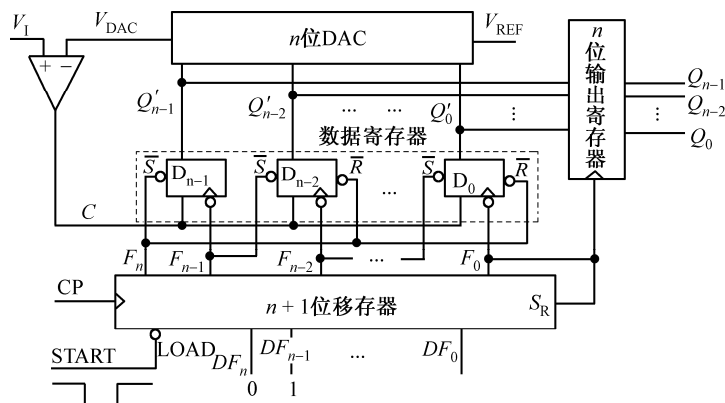 V_I
V_DAC
n位DAC
V_REF
+ −
n位输出寄存器
Q′_{n−1}
Q′_{n−2}
... ...
Q′_0
⋮
Q_{n−1}
Q_{n−2}
⋮
Q_0
数据寄存器
S̅
D_{n−1}
S̅
D_{n−2}
R̅
...
S̅
D_0
R̅
C
F_n
F_{n−1}
F_{n−2}
...
F_0
CP
n + 1位移存器
S_R
START
LOAD
DF_n
DF_{n−1}
...
DF_0
0
1